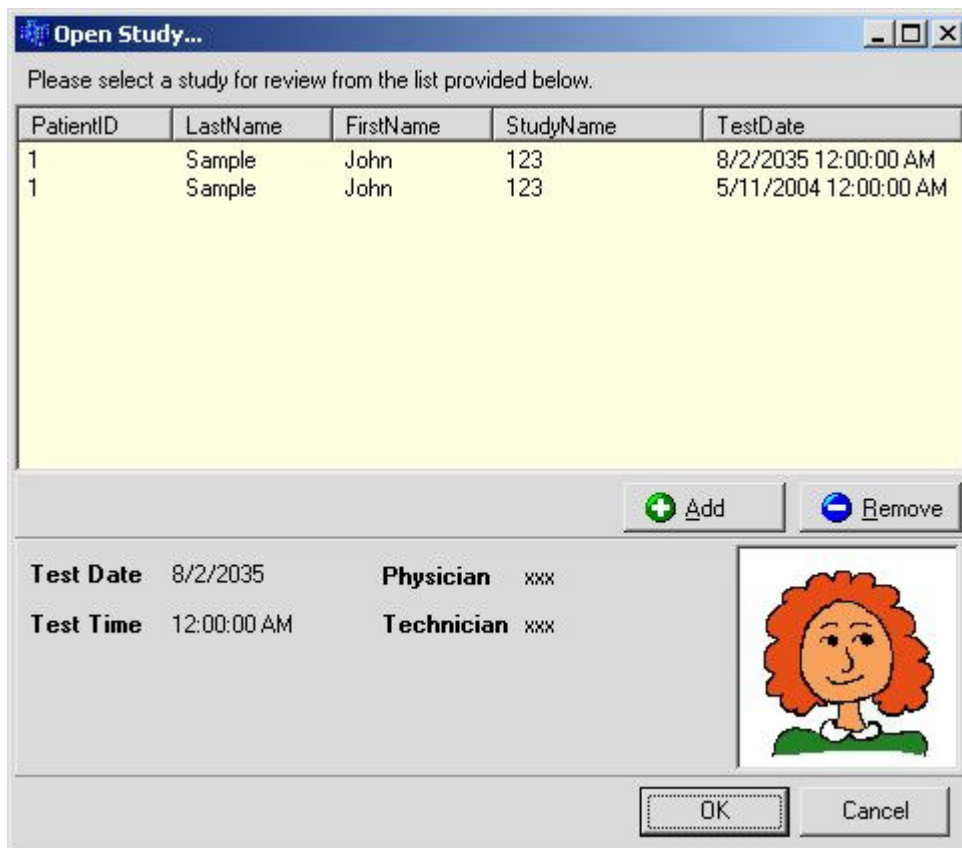 Open Study...
Please select a study for review from the list provided below.
PatientID LastName FirstName StudyName TestDate
1 Sample John 123 8/2/2035 12:00:00 AM
1 Sample John 123 5/11/2004 12:00:00 AM
Add Remove
Test Date 8/2/2035 Physician xxx
Test Time 12:00:00 AM Technician xxx
OK Cancel